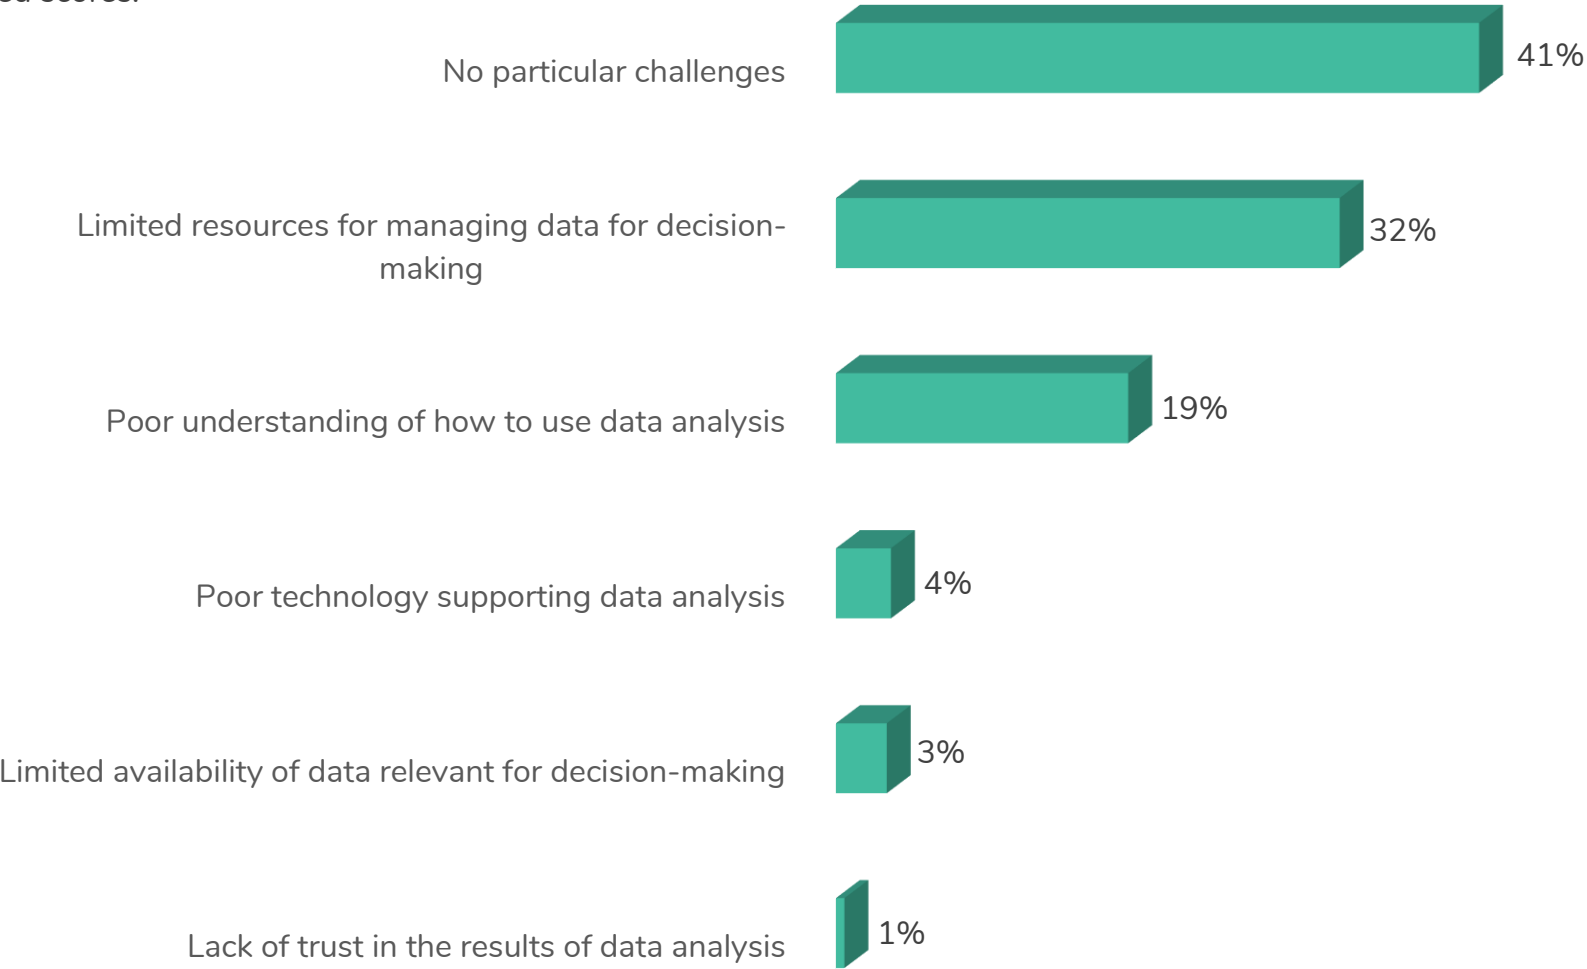 No particular challenges
41%
Limited resources for managing data for decision-
making
32%
Poor understanding of how to use data analysis
19%
Poor technology supporting data analysis
4%
Limited availability of data relevant for decision-making
3%
Lack of trust in the results of data analysis
1%